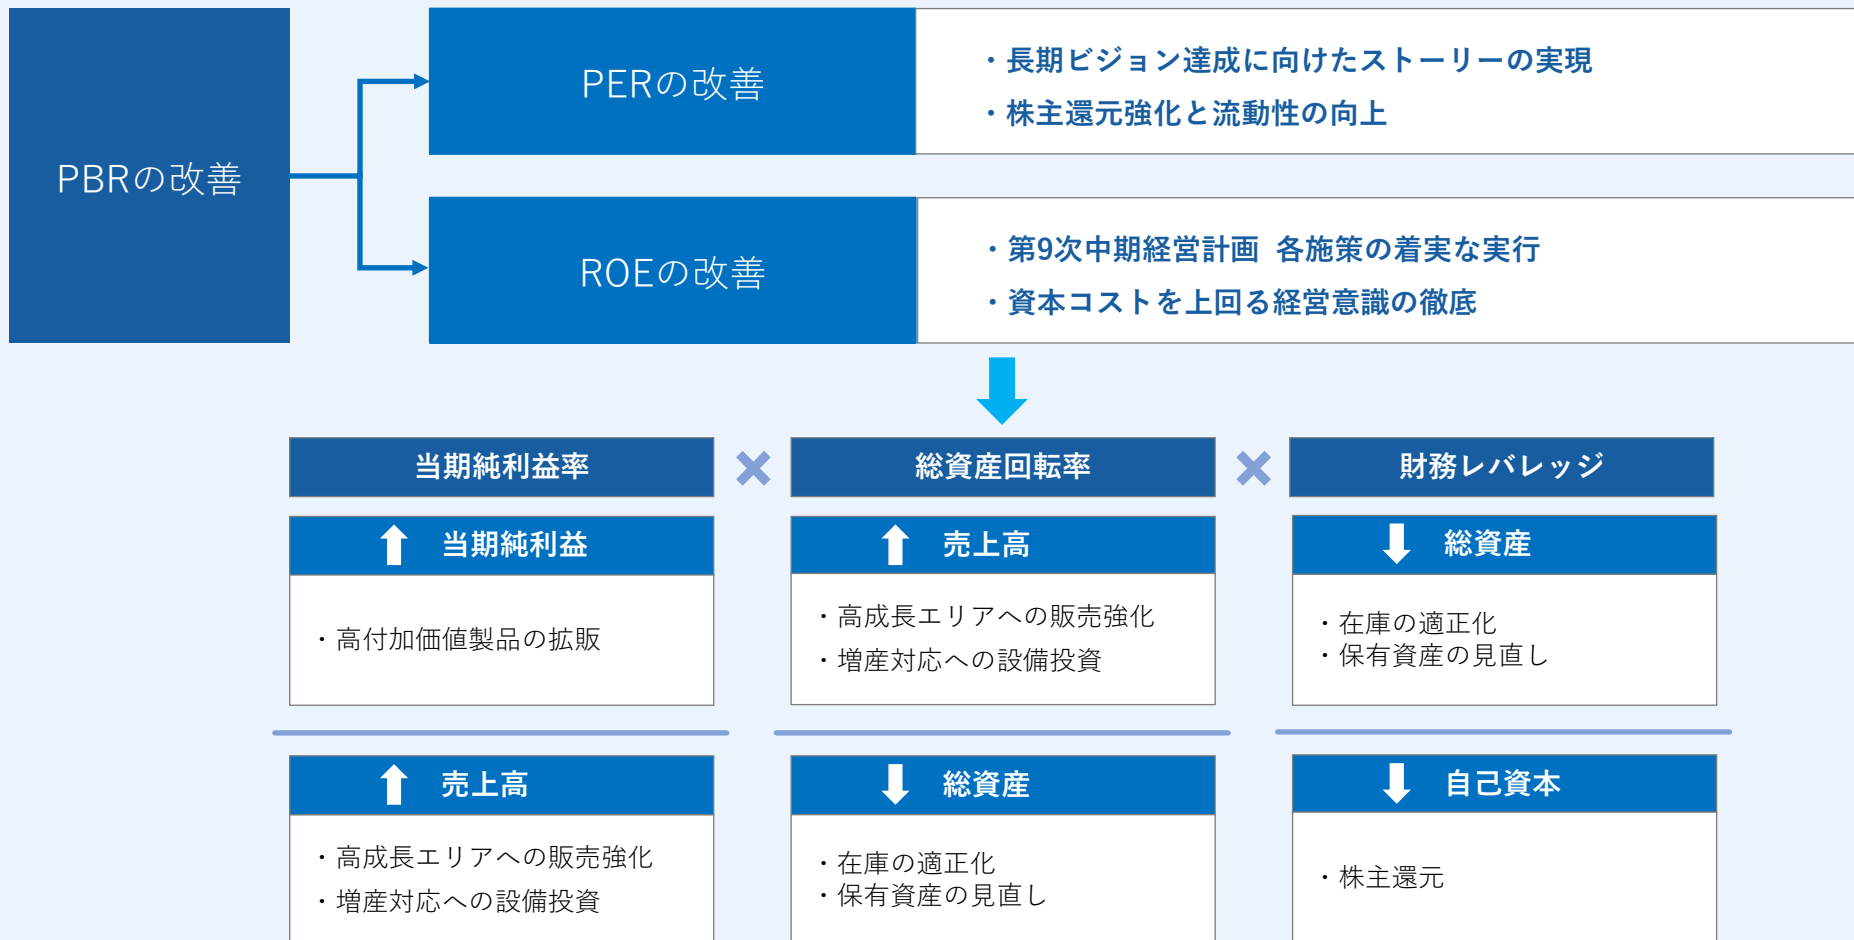 PBRの改善
PERの改善
・長期ビジョン達成に向けたストーリーの実現
・株主還元強化と流動性の向上
ROEの改善
・第9次中期経営計画 各施策の着実な実行
・資本コストを上回る経営意識の徹底
当期純利益率
×
総資産回転率
×
財務レバレッジ
当期純利益
・高付加価値製品の拡販
売上高
・高成長エリアへの販売強化
・増産対応への設備投資
総資産
・在庫の適正化
・保有資産の見直し
売上高
・高成長エリアへの販売強化
・増産対応への設備投資
総資産
・在庫の適正化
・保有資産の見直し
自己資本
・株主還元